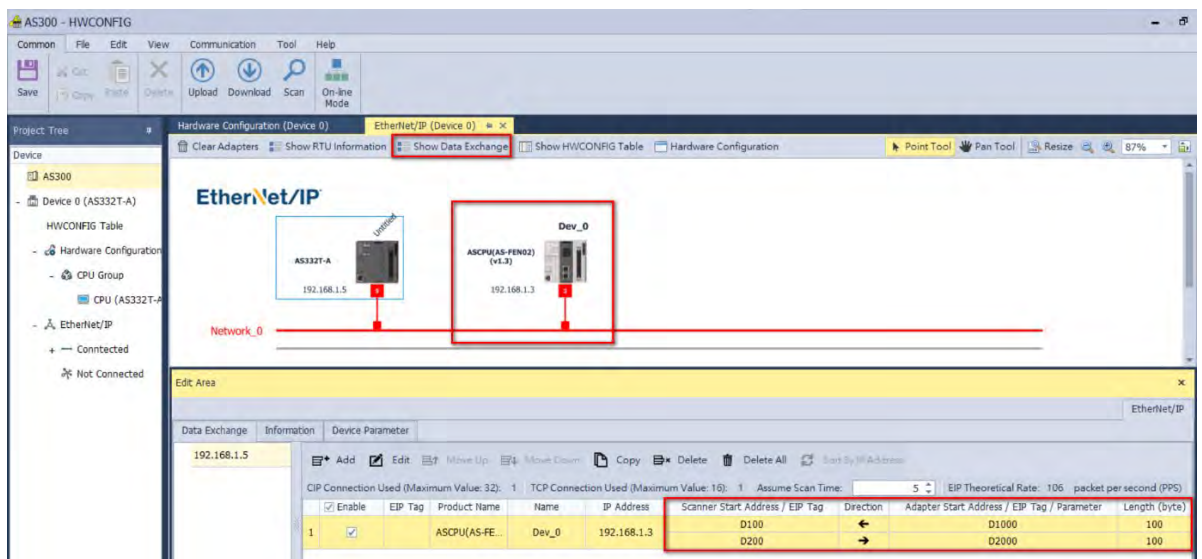 AS300 - HWCONFIG
Common File Edit View Communication Tool Help
Save Cut Copy Paste Delete Upload Download Scan On-line Mode
Project Tree
Hardware Configuration (Device 0) EtherNet/IP (Device 0)
Clear Adapters Show RTU Information Show Data Exchange Show HWCONFIG Table Hardware Configuration Point Tool Pan Tool Resize 87%
Device
AS300
Device 0 (AS332T-A)
HWCONFIG Table
Hardware Configuration
CPU Group
CPU (AS332T-A
EtherNet/IP
Conntected
Not Connected
EtherNet/IP
Untitled
AS332T-A
192.168.1.5
Dev_0
ASCPU(AS-FEN02)
(v1.3)
192.168.1.3
Network_0
Edit Area
EtherNet/IP
Data Exchange Information Device Parameter
192.168.1.5
Add Edit Move Up Move Down Copy Delete Delete All Sort By IP Address
CIP Connection Used (Maximum Value: 32): 1 TCP Connection Used (Maximum Value: 16): 1 Assume Scan Time: 5 EIP Theoretical Rate: 106 packet per second (PPS)
Enable EIP Tag Product Name Name IP Address Scanner Start Address / EIP Tag Direction Adapter Start Address / EIP Tag / Parameter Length (byte)
1 ASCPU(AS-FE... Dev_0 192.168.1.3 D100 ← D1000 100
D200 → D2000 100